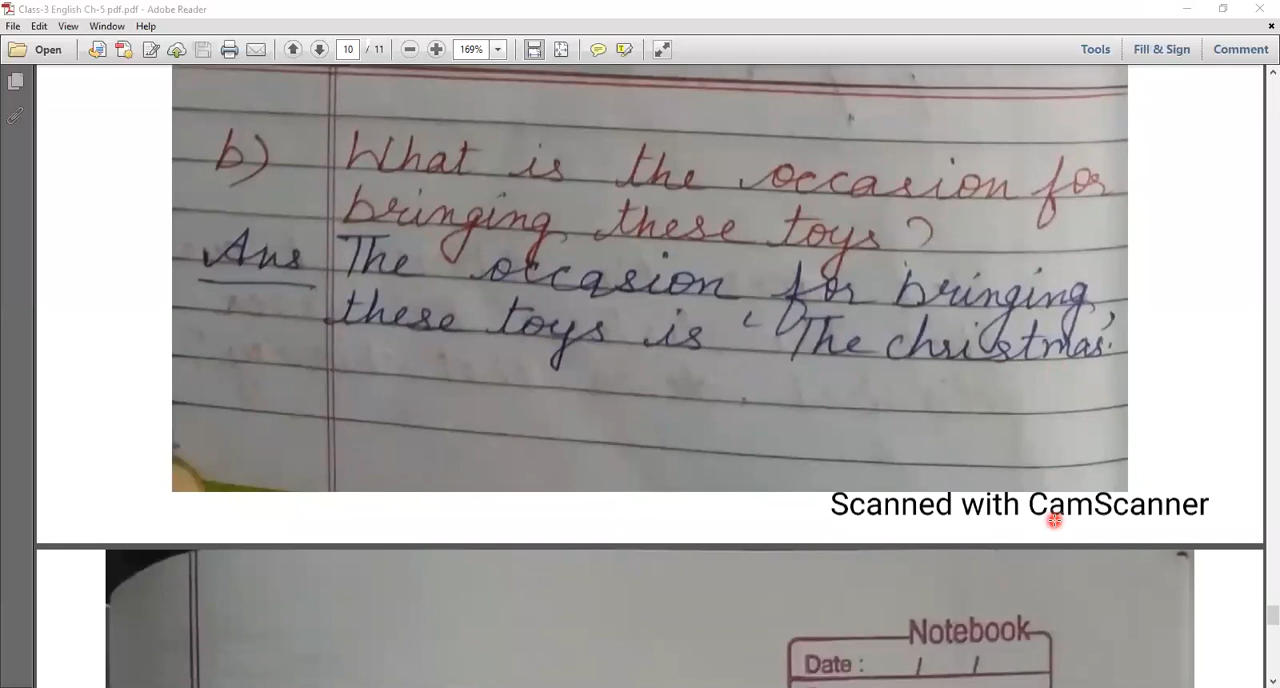 Class-3 English Ch-5 pdf.pdf - Adobe Reader
File Edit View Window Help
Open 10 / 11 169% Tools Fill & Sign Comment
b) What is the occasion for
bringing these toys?
Ans The occasion for bringing
these toys is 'The christmas'.
Scanned with CamScanner
Notebook
Date : / /